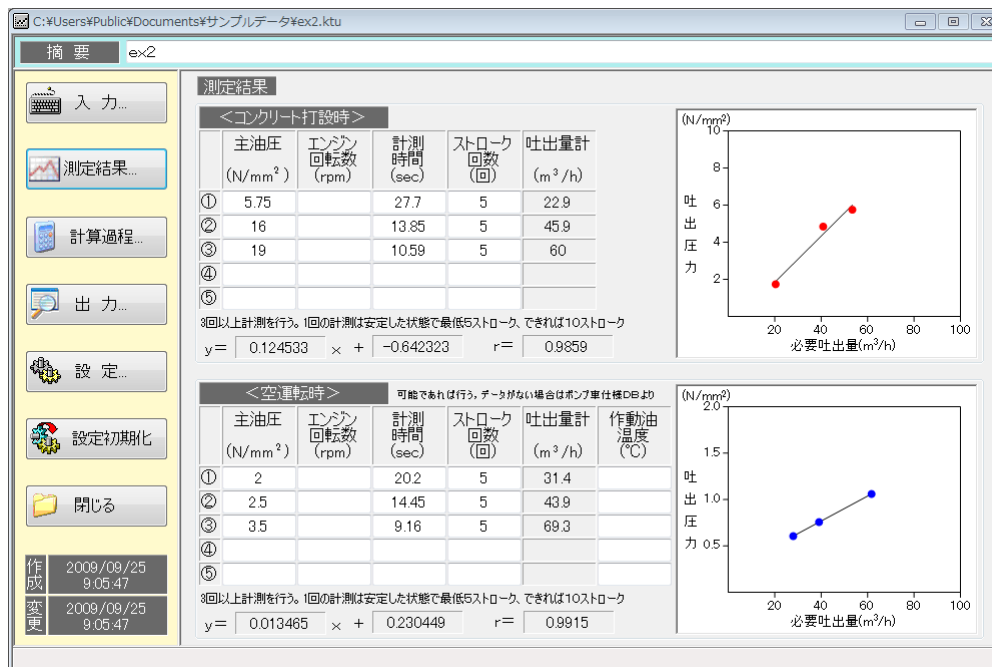 C:¥Users¥Public¥Documents¥サンプルデータ¥ex2.ktu
摘 要 ex2
入 力...
測定結果...
計算過程...
出 力...
設 定...
設定初期化
閉じる
作成 2009/09/25 9:05:47
変更 2009/09/25 9:05:47
測定結果
＜コンクリート打設時＞
主油圧 (N/mm²) エンジン回転数 (rpm) 計測時間 (sec) ストローク回数 (回) 吐出量計 (m³/h)
① 5.75 27.7 5 22.9
② 16 13.85 5 45.9
③ 19 10.59 5 60
④
⑤
3回以上計測を行う。1回の計測は安定した状態で最低5ストローク、できれば10ストローク
y= 0.124533 x + -0.642323 r= 0.9859
(N/mm²)
10
8
6
4
2
吐出圧力
20 40 60 80 100
必要吐出量(m³/h)
＜空運転時＞ 可能であれば行う。データがない場合はポンプ車仕様DBより
主油圧 (N/mm²) エンジン回転数 (rpm) 計測時間 (sec) ストローク回数 (回) 吐出量計 (m³/h) 作動油温度 (℃)
① 2 20.2 5 31.4
② 2.5 14.45 5 43.9
③ 3.5 9.16 5 69.3
④
⑤
3回以上計測を行う。1回の計測は安定した状態で最低5ストローク、できれば10ストローク
y= 0.013465 x + 0.230449 r= 0.9915
(N/mm²)
2.0
1.5
1.0
0.5
吐出圧力
20 40 60 80 100
必要吐出量(m³/h)